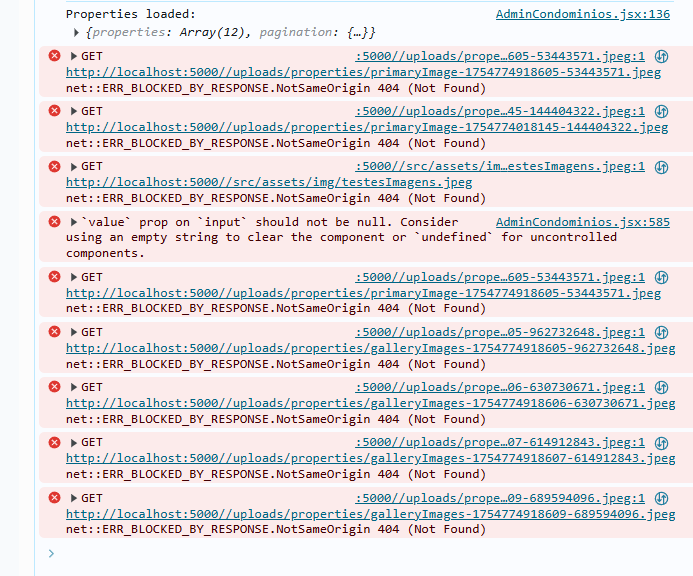 Properties loaded: AdminCondominios.jsx:136
{properties: Array(12), pagination: {…}}
GET :5000//uploads/prope…605-53443571.jpeg:1
http://localhost:5000//uploads/properties/primaryImage-1754774918605-53443571.jpeg
net::ERR_BLOCKED_BY_RESPONSE.NotSameOrigin 404 (Not Found)
GET :5000//uploads/prope…45-144404322.jpeg:1
http://localhost:5000//uploads/properties/primaryImage-1754774018145-144404322.jpeg
net::ERR_BLOCKED_BY_RESPONSE.NotSameOrigin 404 (Not Found)
GET :5000//src/assets/im…estesImagens.jpeg:1
http://localhost:5000//src/assets/img/testesImagens.jpeg
net::ERR_BLOCKED_BY_RESPONSE.NotSameOrigin 404 (Not Found)
`value` prop on `input` should not be null. Consider AdminCondominios.jsx:585
using an empty string to clear the component or `undefined` for uncontrolled
components.
GET :5000//uploads/prope…605-53443571.jpeg:1
http://localhost:5000//uploads/properties/primaryImage-1754774918605-53443571.jpeg
net::ERR_BLOCKED_BY_RESPONSE.NotSameOrigin 404 (Not Found)
GET :5000//uploads/prope…05-962732648.jpeg:1
http://localhost:5000//uploads/properties/galleryImages-1754774918605-962732648.jpeg
net::ERR_BLOCKED_BY_RESPONSE.NotSameOrigin 404 (Not Found)
GET :5000//uploads/prope…06-630730671.jpeg:1
http://localhost:5000//uploads/properties/galleryImages-1754774918606-630730671.jpeg
net::ERR_BLOCKED_BY_RESPONSE.NotSameOrigin 404 (Not Found)
GET :5000//uploads/prope…07-614912843.jpeg:1
http://localhost:5000//uploads/properties/galleryImages-1754774918607-614912843.jpeg
net::ERR_BLOCKED_BY_RESPONSE.NotSameOrigin 404 (Not Found)
GET :5000//uploads/prope…09-689594096.jpeg:1
http://localhost:5000//uploads/properties/galleryImages-1754774918609-689594096.jpeg
net::ERR_BLOCKED_BY_RESPONSE.NotSameOrigin 404 (Not Found)